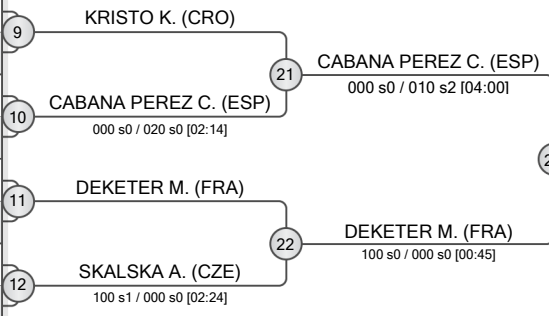 9
KRISTO K. (CRO)
21
CABANA PEREZ C. (ESP)
000 s0 / 010 s2 [04:00]
10
CABANA PEREZ C. (ESP)
000 s0 / 020 s0 [02:14]
11
DEKETER M. (FRA)
22
DEKETER M. (FRA)
100 s0 / 000 s0 [00:45]
12
SKALSKA A. (CZE)
100 s1 / 000 s0 [02:24]